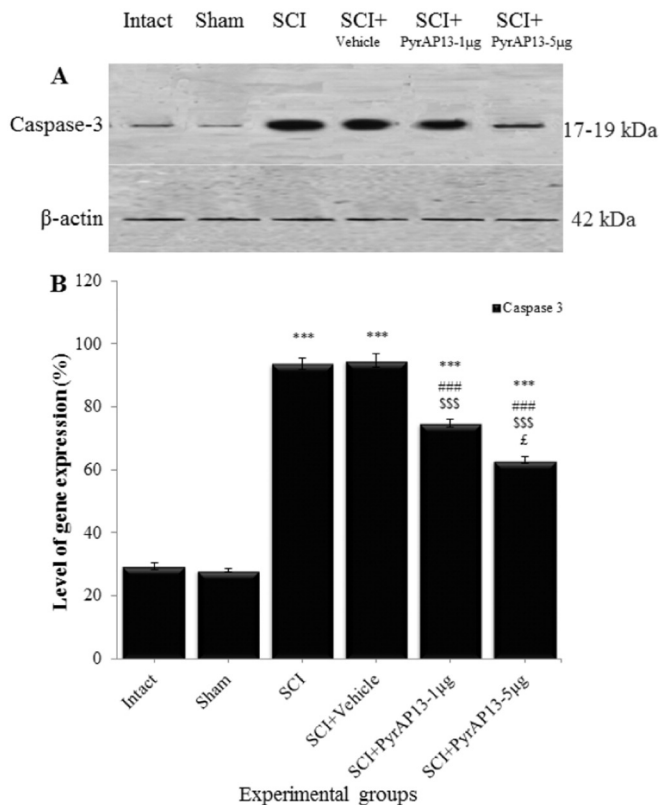 Intact Sham SCI SCI+ SCI+ SCI+
Vehicle PyrAP13-1µg PyrAP13-5µg
A
Caspase-3 17-19 kDa
β-actin 42 kDa
B
Caspase 3
Level of gene expression (%)
120
100
80
60
40
20
0
*** *** *** ***
### ###
$$$ $$$
£
Intact
Sham
SCI
SCI+Vehicle
SCI+PyrAP13-1µg
SCI+PyrAP13-5µg
Experimental groups